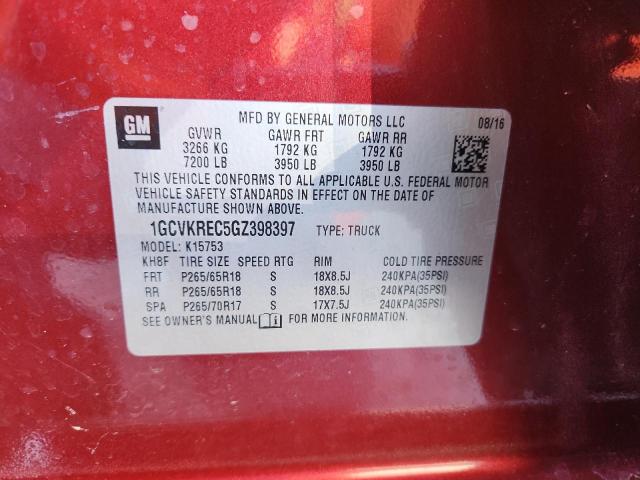 GM
MFD BY GENERAL MOTORS LLC 08/16
GVWR GAWR FRT GAWR RR
3266 KG 1792 KG 1792 KG
7200 LB 3950 LB 3950 LB
THIS VEHICLE CONFORMS TO ALL APPLICABLE U.S. FEDERAL MOTOR
VEHICLE SAFETY STANDARDS IN EFFECT ON THE DATE OF
MANUFACTURE SHOWN ABOVE.
1GCVKREC5GZ398397 TYPE: TRUCK
MODEL: K15753
KH8F TIRE SIZE SPEED RTG RIM COLD TIRE PRESSURE
FRT P265/65R18 S 18X8.5J 240KPA(35PSI)
RR P265/65R18 S 18X8.5J 240KPA(35PSI)
SPA P265/70R17 S 17X7.5J 240KPA(35PSI)
SEE OWNER'S MANUAL FOR MORE INFORMATION.